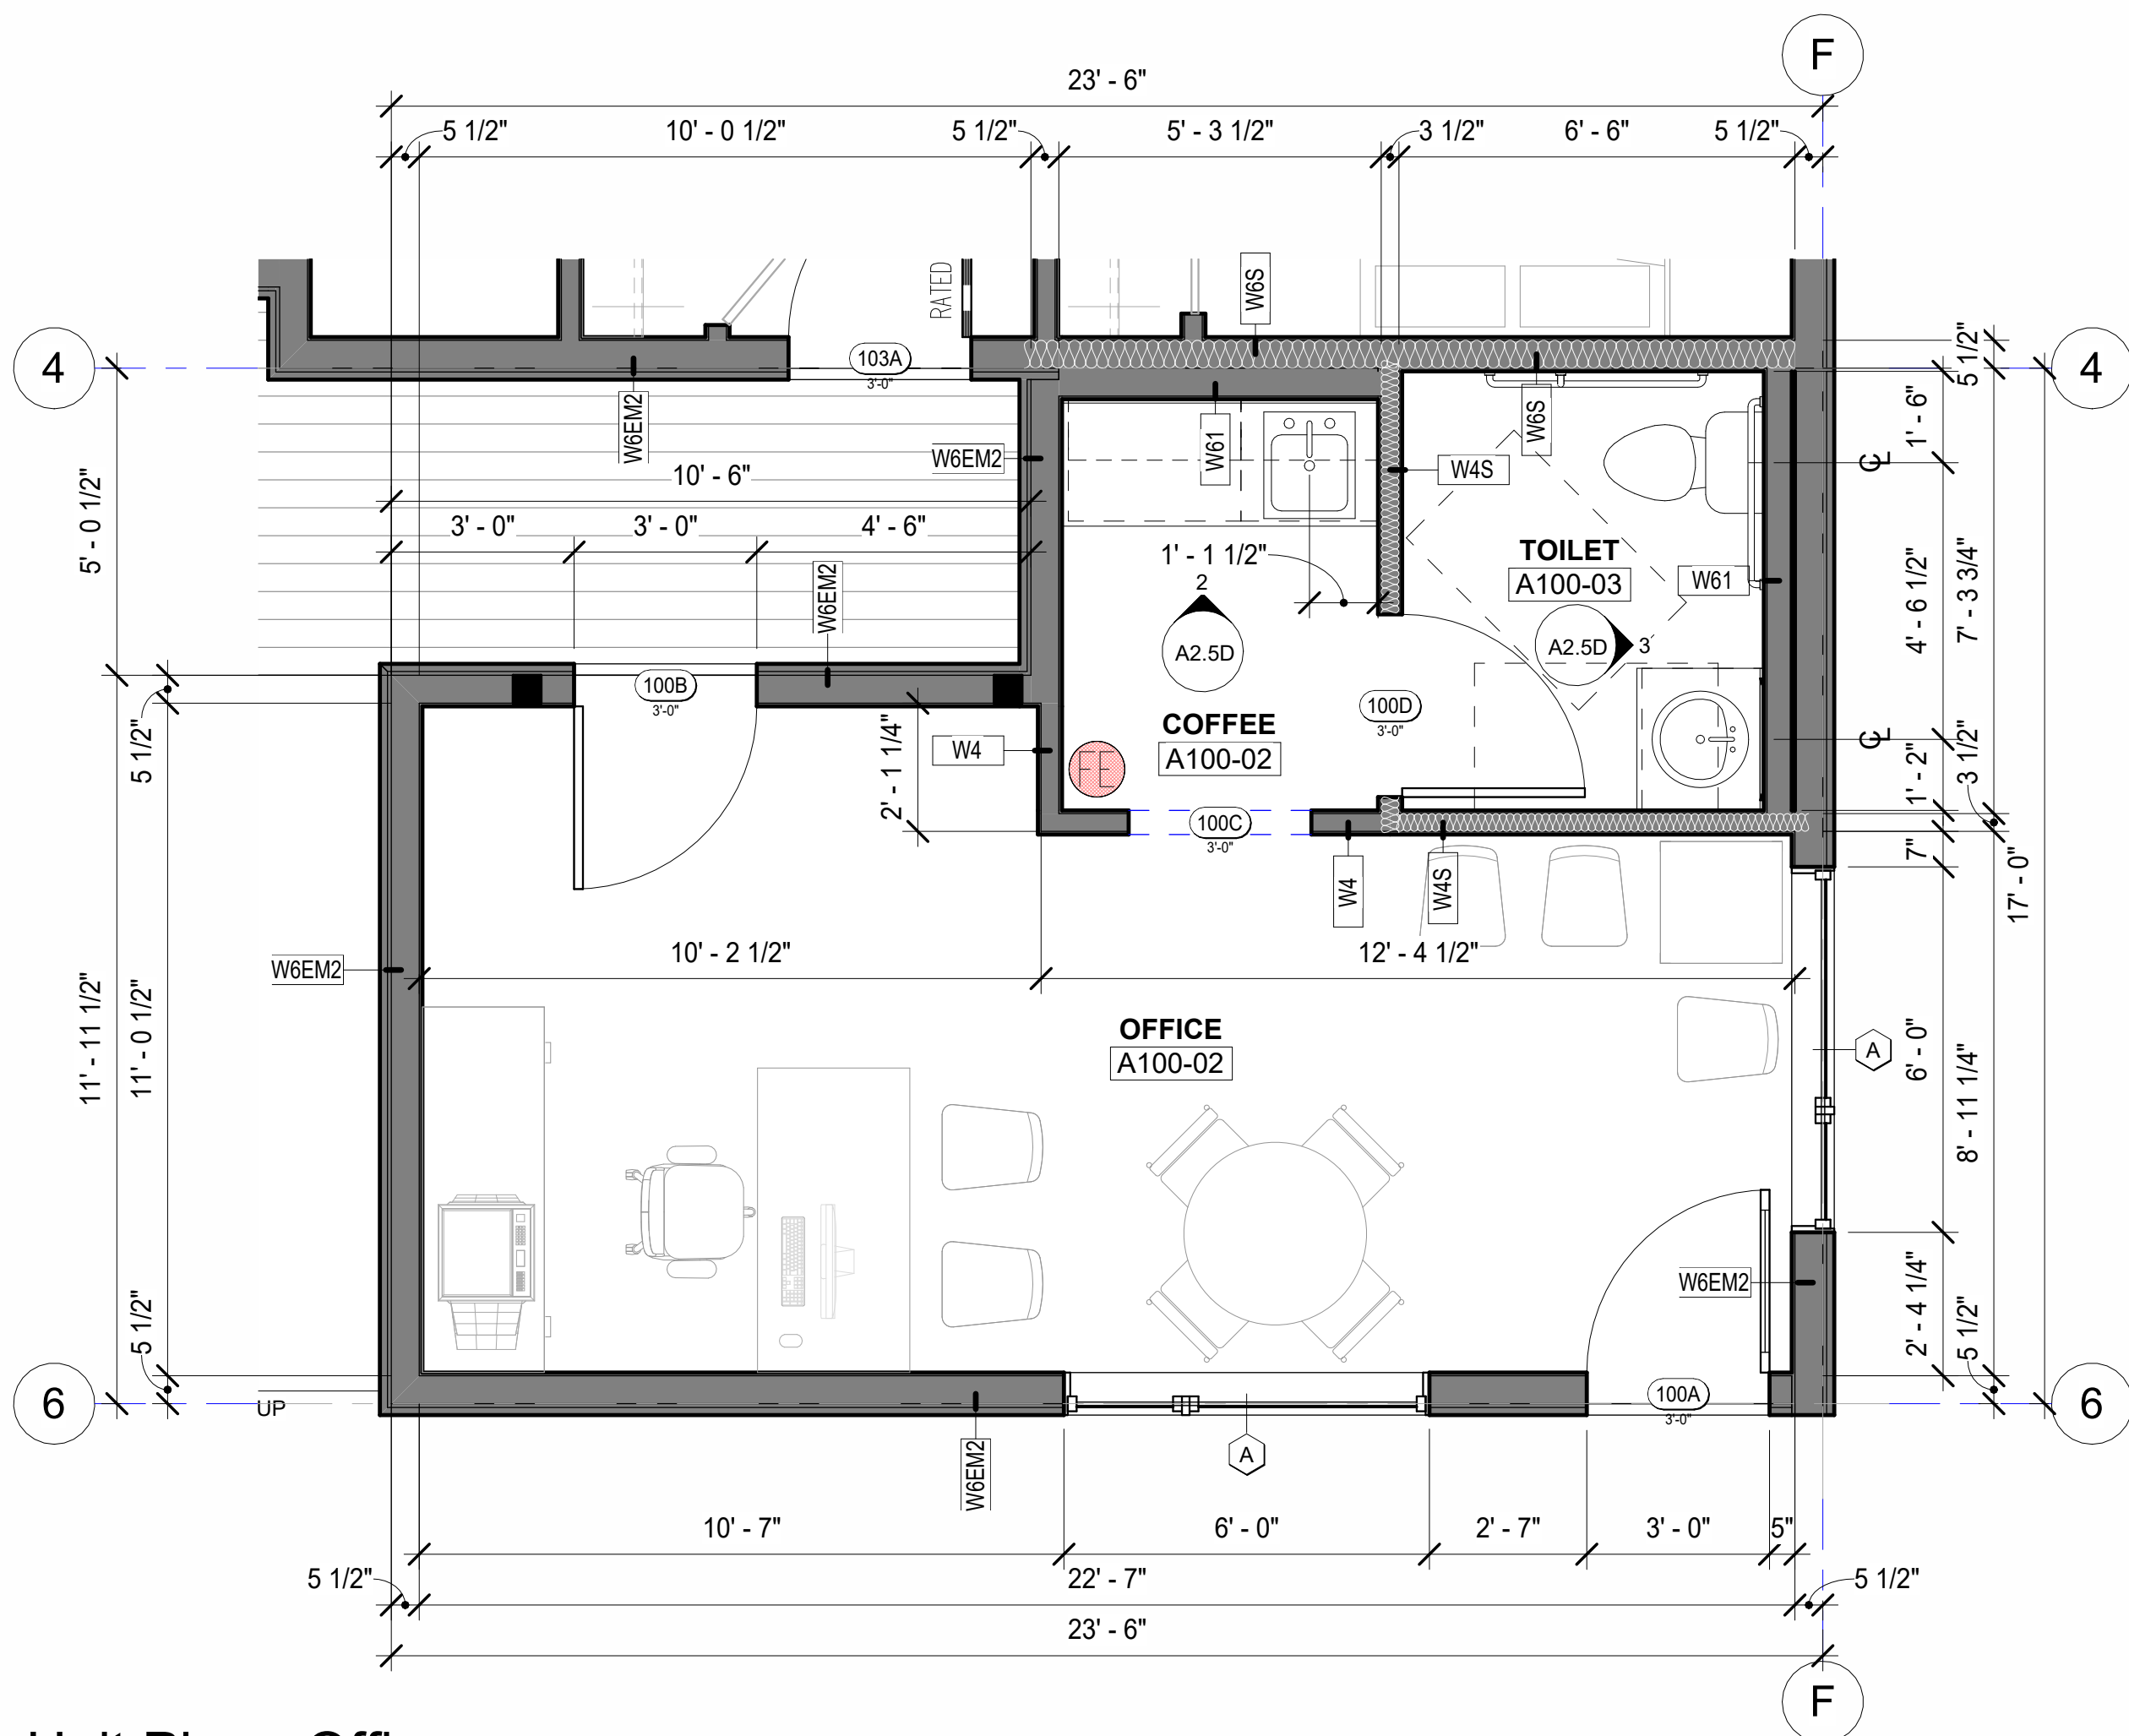 F
23' - 6"
5 1/2"
10' - 0 1/2"
5 1/2"
5' - 3 1/2"
3 1/2"
6' - 6"
5 1/2"
RATED
W6S
4
103A
3'-0"
4
5 1/2"
W6EM2
W6EM2
W61
W6S
W4S
1' - 6"
CL
10' - 6"
5' - 0 1/2"
3' - 0"
3' - 0"
4' - 6"
1' - 1 1/2"
TOILET
A100-03
W61
4' - 6 1/2"
7' - 3 3/4"
W6EM2
2
A2.5D
A2.5D
3
100B
3'-0"
100D
3'-0"
5 1/2"
2' - 1 1/4"
W4
COFFEE
A100-02
FE
CL
1' - 2"
3 1/2"
100C
3'-0"
7"
17' - 0"
W4
W4S
W6EM2
10' - 2 1/2"
12' - 4 1/2"
11' - 11 1/2"
11' - 0 1/2"
OFFICE
A100-02
A
6' - 0"
8' - 11 1/4"
W6EM2
2' - 4 1/4"
5 1/2"
5 1/2"
6
UP
100A
3'-0"
6
W6EM2
A
10' - 7"
6' - 0"
2' - 7"
3' - 0"
5"
5 1/2"
22' - 7"
5 1/2"
23' - 6"
F